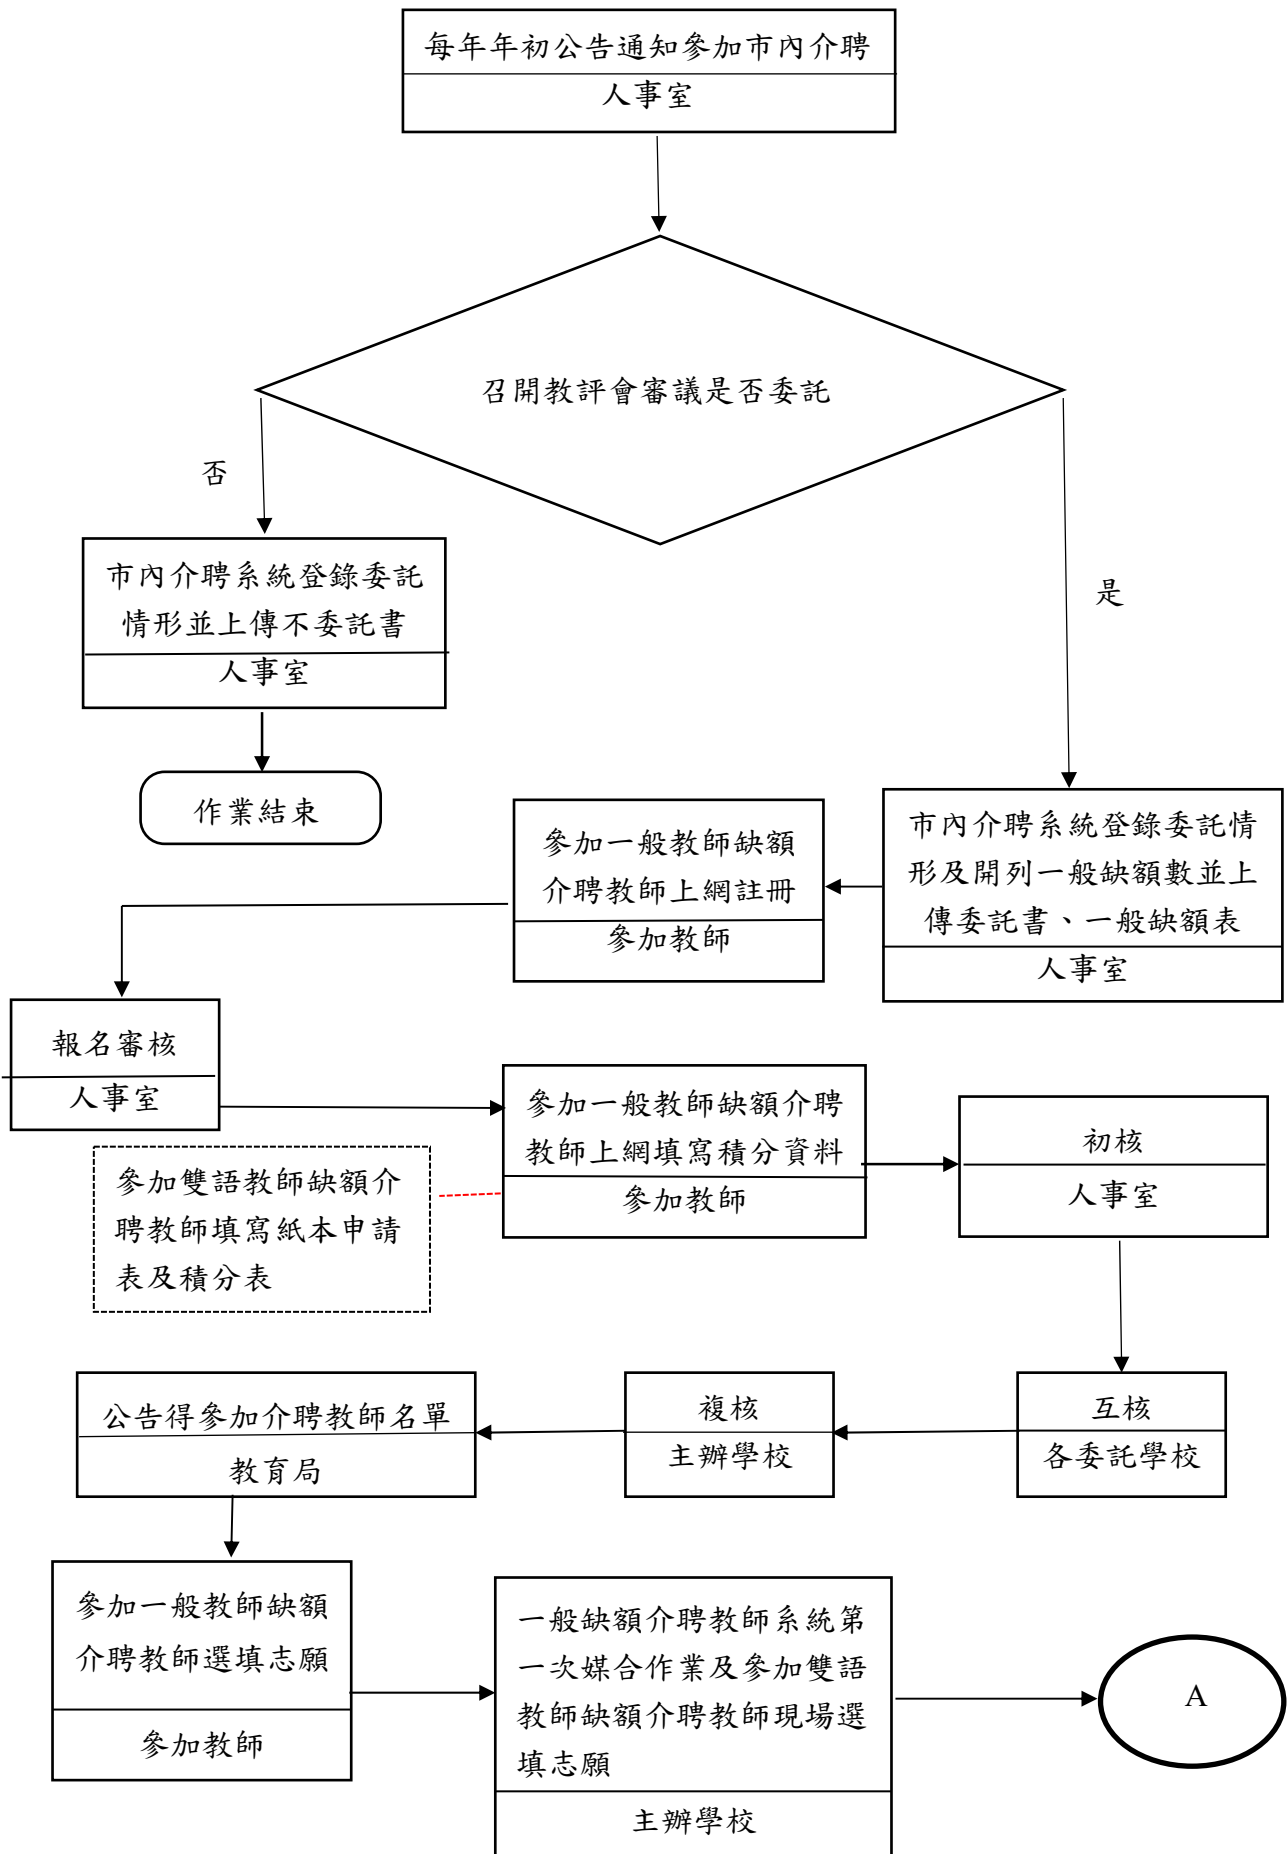 每年年初公告通知參加市內介聘
人事室
召開教評會審議是否委託
否
是
市內介聘系統登錄委託
情形並上傳不委託書
人事室
作業結束
市內介聘系統登錄委託情
形及開列一般缺額數並上
傳委託書、一般缺額表
人事室
參加一般教師缺額
介聘教師上網註冊
參加教師
報名審核
人事室
參加一般教師缺額介聘
教師上網填寫積分資料
參加教師
參加雙語教師缺額介
聘教師填寫紙本申請
表及積分表
初核
人事室
互核
各委託學校
複核
主辦學校
公告得參加介聘教師名單
教育局
參加一般教師缺額
介聘教師選填志願
參加教師
一般缺額介聘教師系統第
一次媒合作業及參加雙語
教師缺額介聘教師現場選
填志願
主辦學校
A